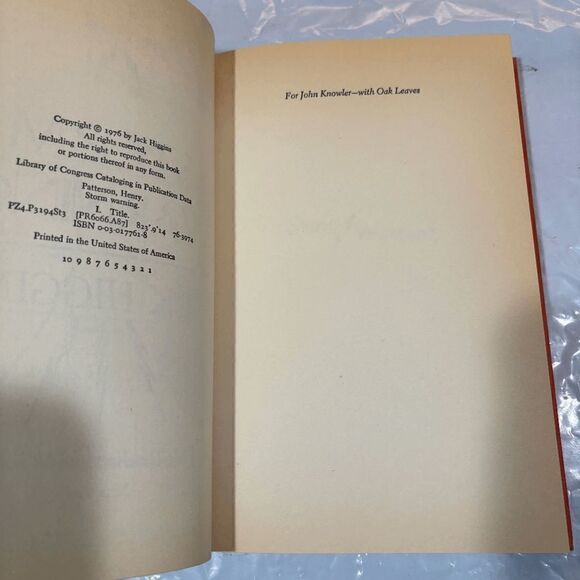 Copyright © 1976 by Jack Higgins
All rights reserved,
including the right to reproduce this book
or portions thereof in any form.
Library of Congress Cataloging in Publication Data
Patterson, Henry.
Storm warning.
I. Title.
PZ4.P3194St3 [PR6066.A87] 823'.9'14 76-3974
ISBN 0-03-017761-8
Printed in the United States of America
10 9 8 7 6 5 4 3 2 1
For John Knowler—with Oak Leaves